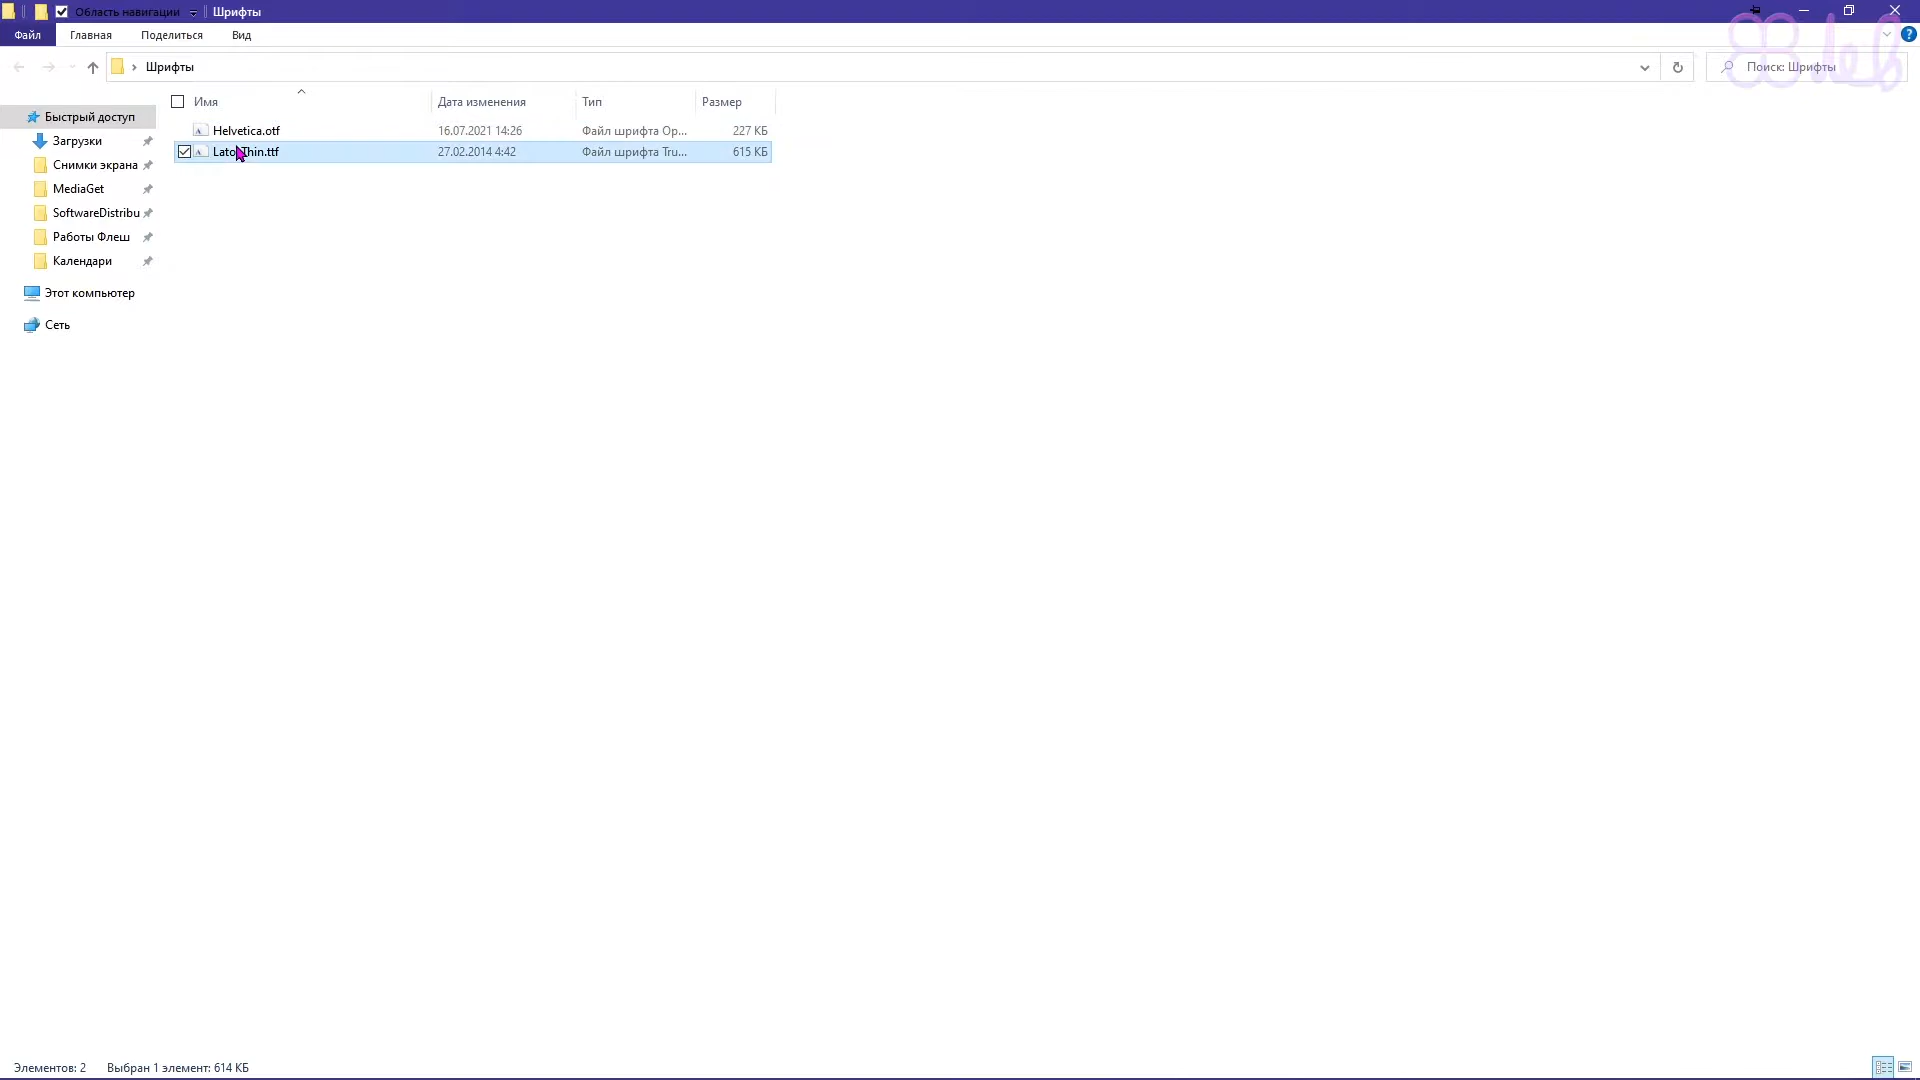 Область навигации Шрифты
Файл Главная Поделиться Вид
Шрифты Поиск: Шрифты
Имя Дата изменения Тип Размер
Быстрый доступ
Загрузки
Снимки экрана
MediaGet
SoftwareDistribu
Работы Флеш
Календари
Этот компьютер
Сеть
Helvetica.otf 16.07.2021 14:26 Файл шрифта Op... 227 КБ
Lato-Thin.ttf 27.02.2014 4:42 Файл шрифта Tru... 615 КБ
Элементов: 2 Выбран 1 элемент: 614 КБ